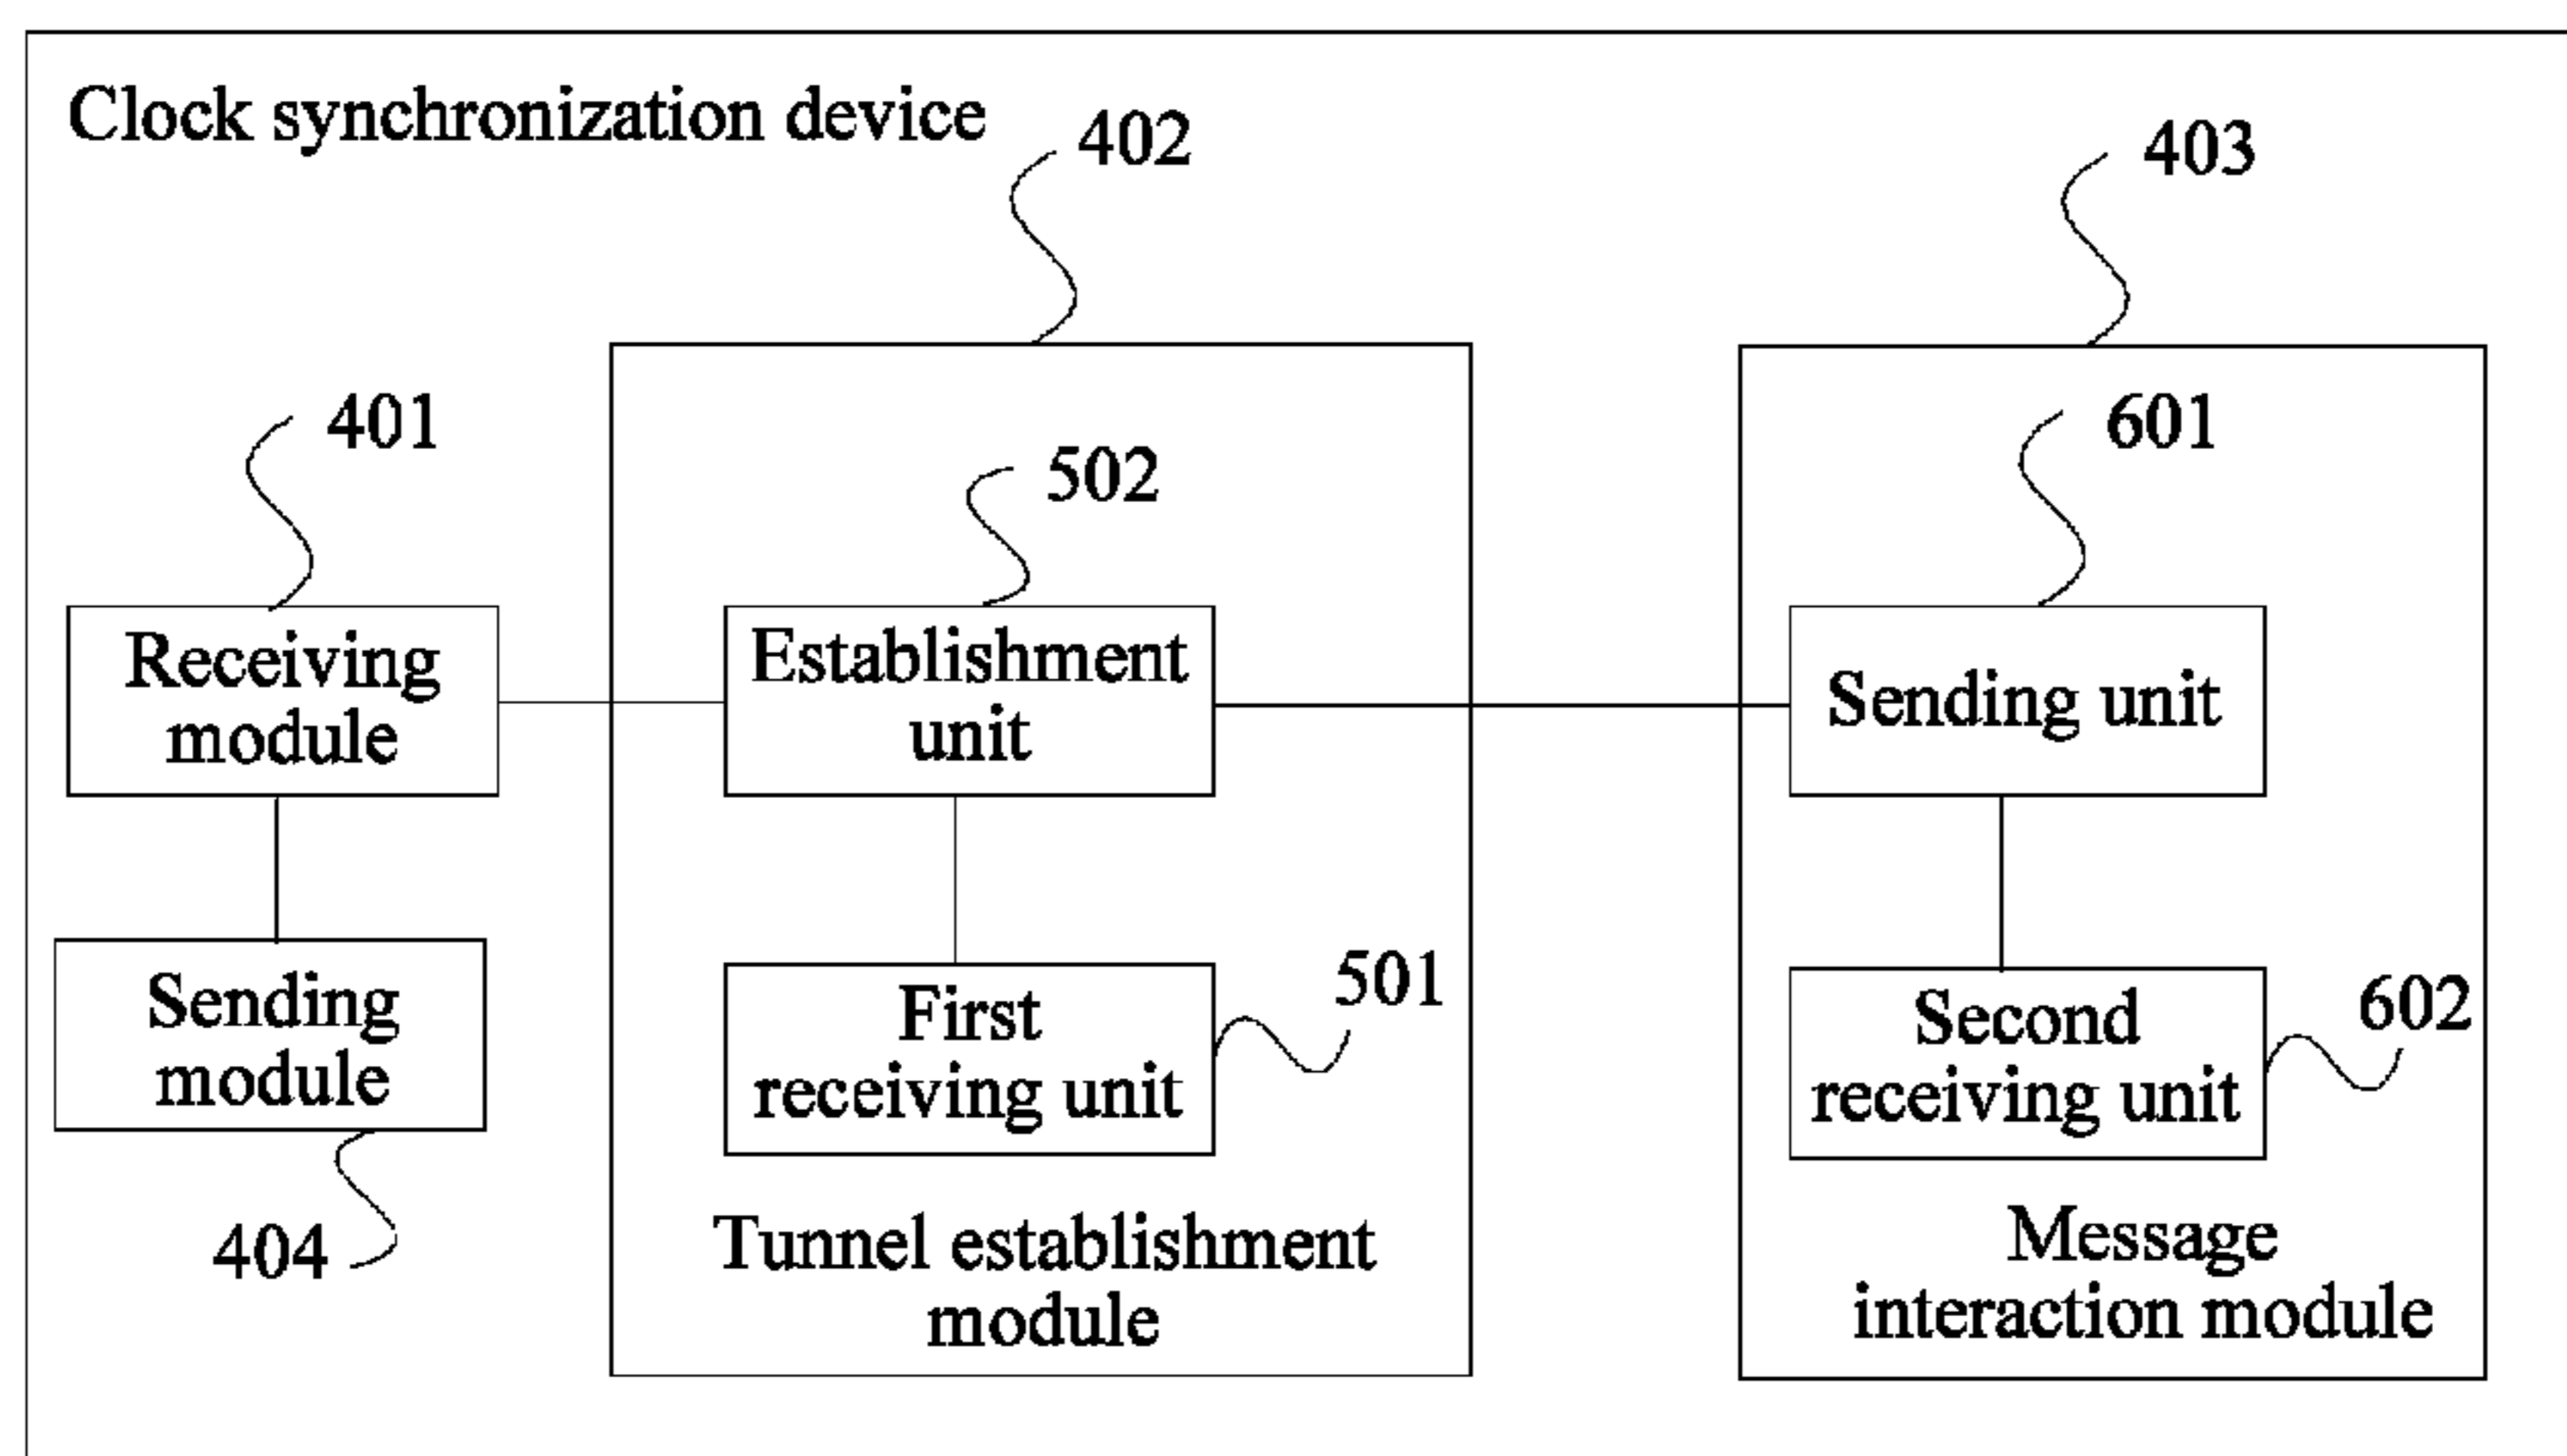 Clock synchronization device
402
403
401
502
601
Receiving
module
Establishment
unit
Sending unit
Sending
module
404
First
receiving unit
501
Second
receiving unit
602
Tunnel establishment
module
Message
interaction module